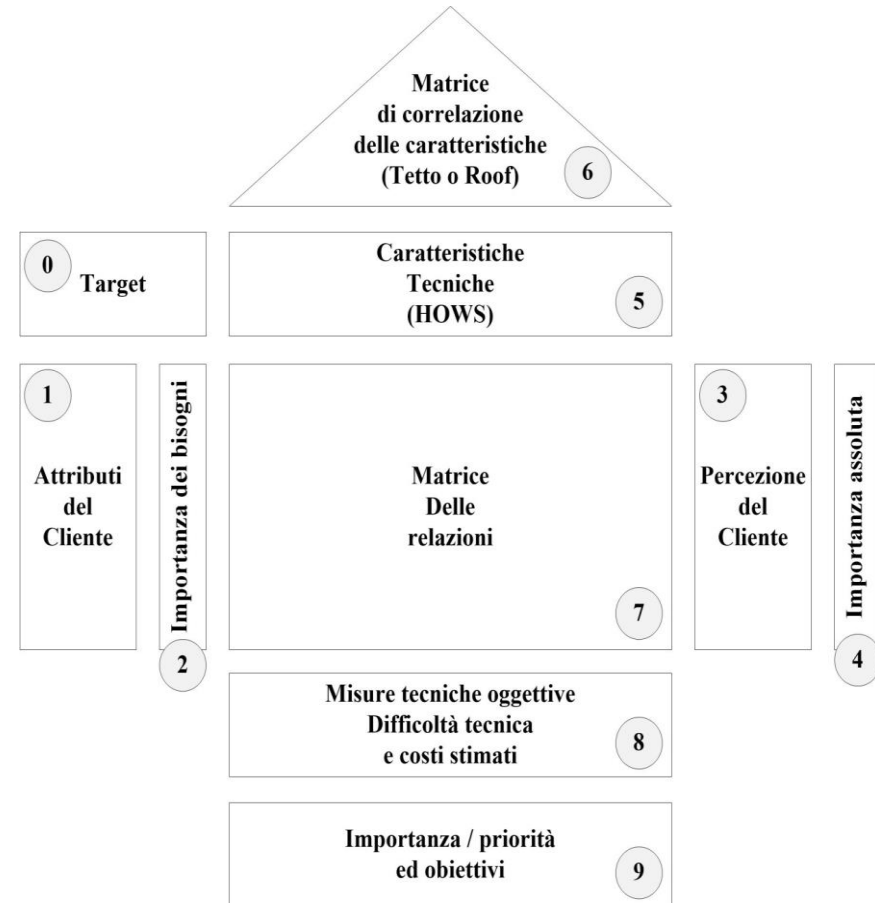 Matrice
di correlazione
delle caratteristiche
(Tetto o Roof)
6
0
Target
Caratteristiche
Tecniche
(HOWS)
5
1
Attributi
del
Cliente
Importanza dei bisogni
2
Matrice
Delle
relazioni
7
3
Percezione
del
Cliente
Importanza assoluta
4
Misure tecniche oggettive
Difficoltà tecnica
e costi stimati
8
Importanza / priorità
ed obiettivi
9